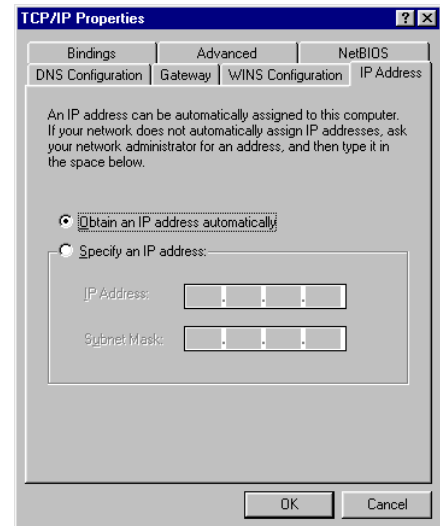 TCP/IP Properties
? X
Bindings Advanced NetBIOS
DNS Configuration Gateway WINS Configuration IP Address
An IP address can be automatically assigned to this computer.
If your network does not automatically assign IP addresses, ask
your network administrator for an address, and then type it in
the space below.
Obtain an IP address automatically
Specify an IP address:
IP Address:
. . .
Subnet Mask:
. . .
OK Cancel